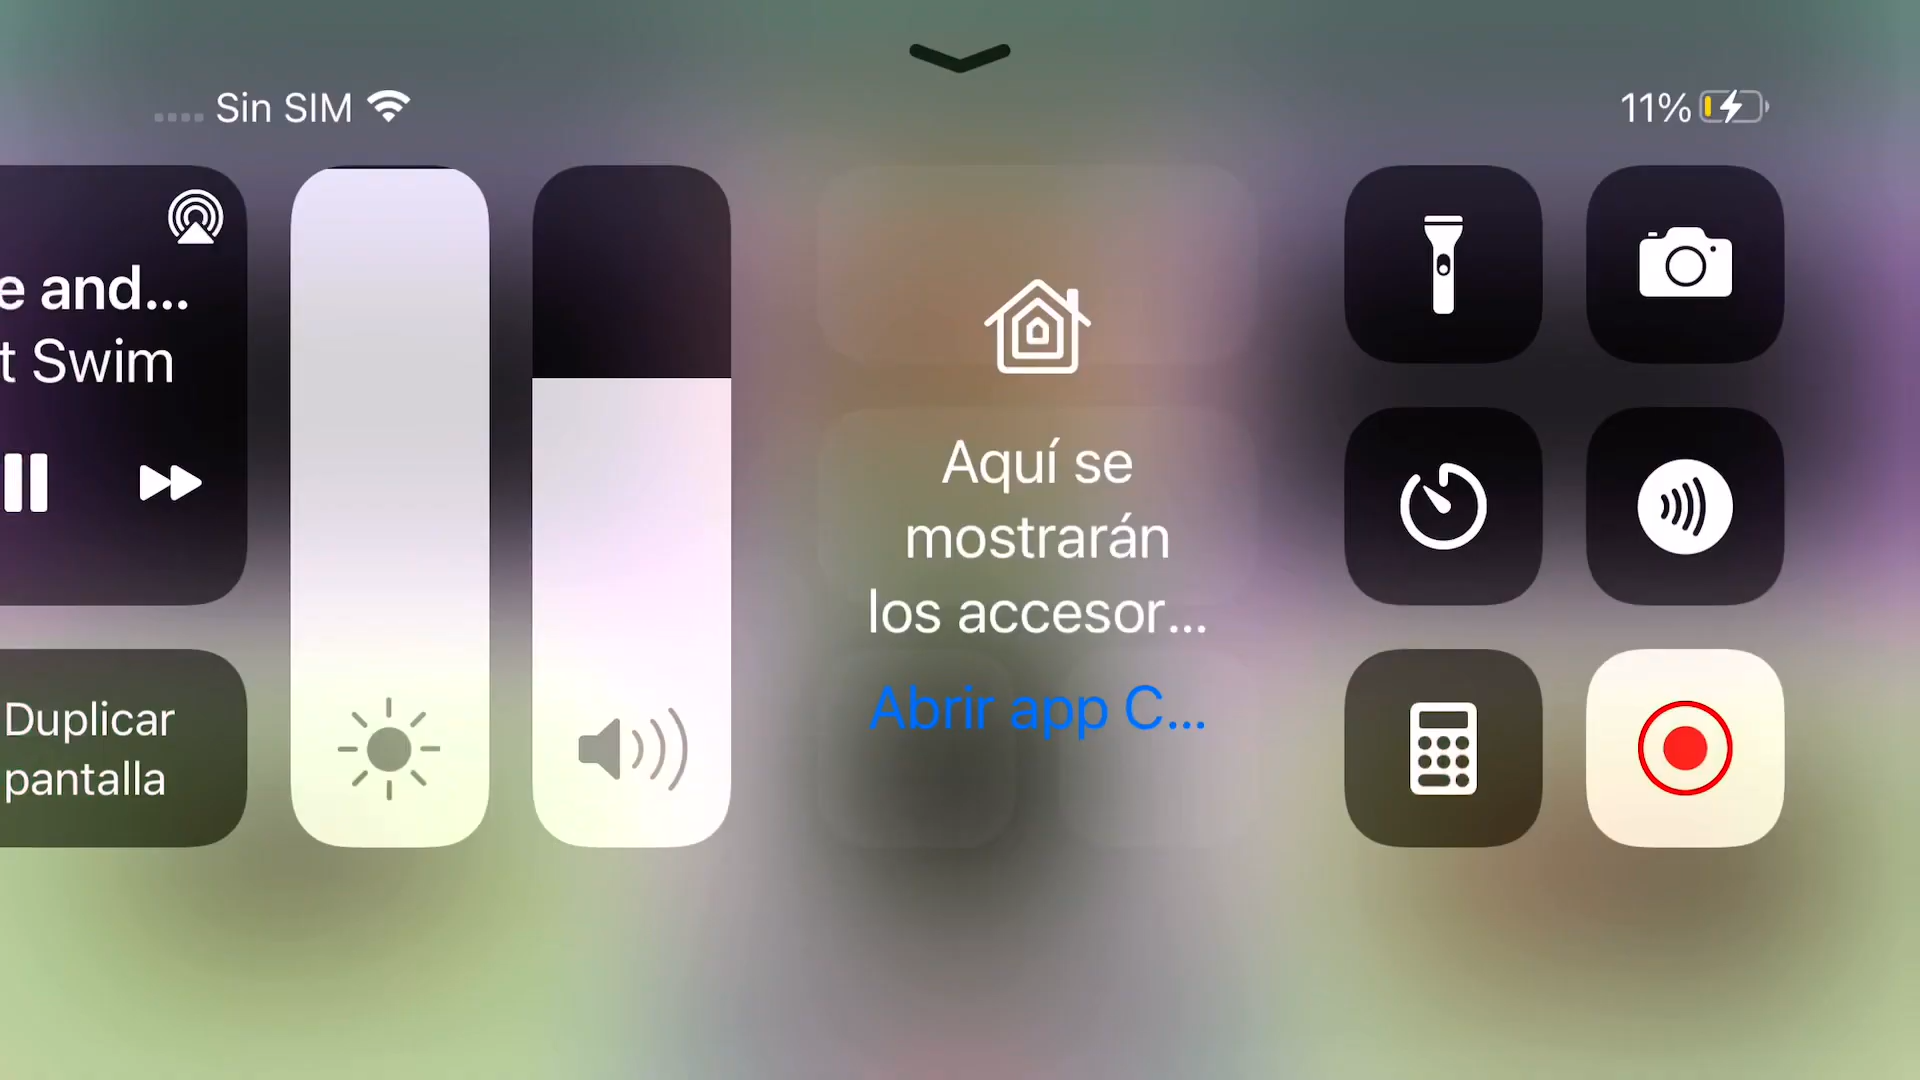 Sin SIM
11%
e and...
t Swim
Duplicar
pantalla
Aquí se
mostrarán
los accesor...
Abrir app C...